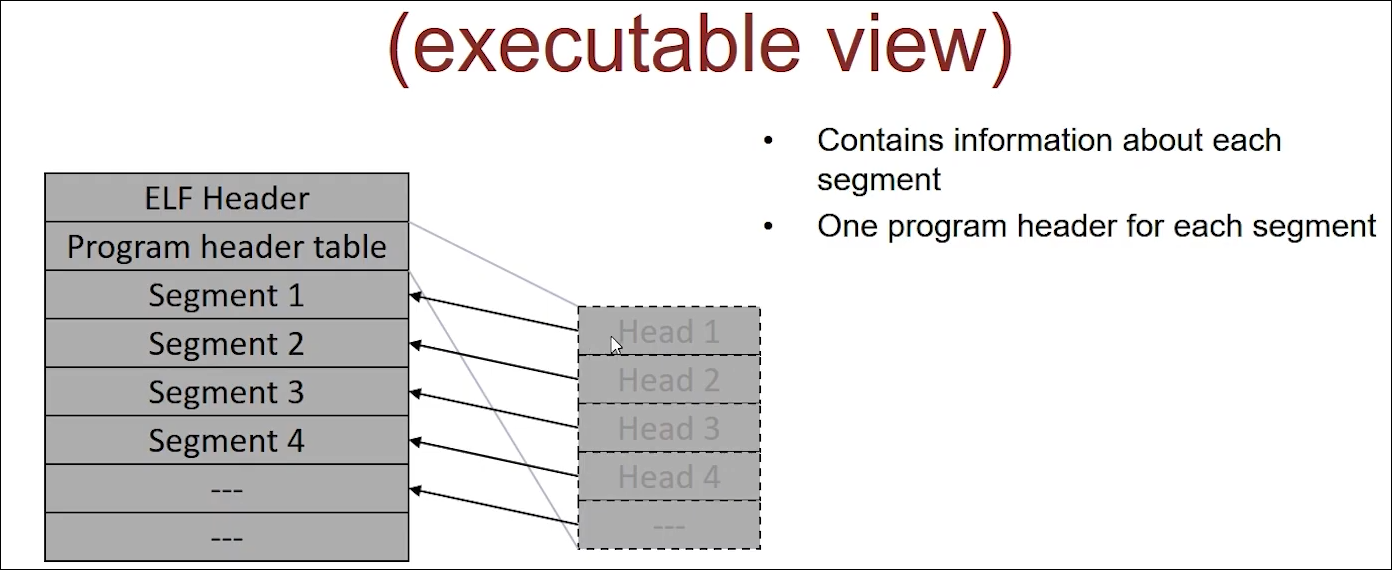 (executable view)
• Contains information about each
segment
• One program header for each segment
ELF Header
Program header table
Segment 1
Segment 2
Segment 3
Segment 4
---
---
Head 1
Head 2
Head 3
Head 4
---